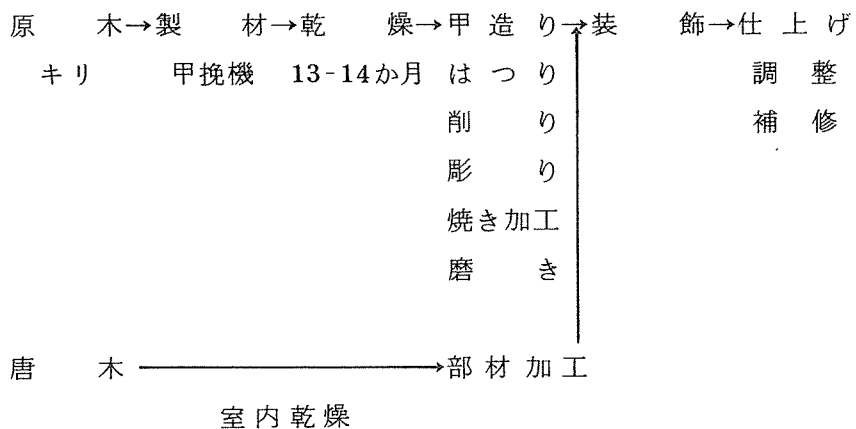 原木→製材→乾燥→甲造り→装飾→仕上げ
キリ 甲挽機 13-14か月 はつり 調整
削り 補修
彫り
焼き加工
磨き
唐木→部材加工
室内乾燥